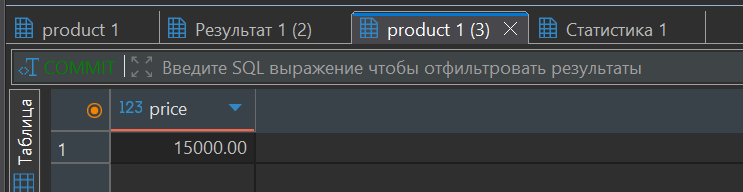 product 1 Результат 1 (2) product 1 (3) Статистика 1
T COMMIT Введите SQL выражение чтобы отфильтровать результаты
Таблица
123 price
1 15000.00